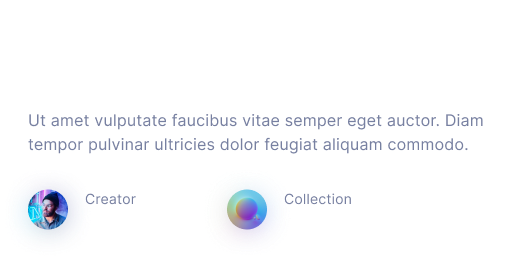 Ut amet vulputate faucibus vitae semper eget auctor. Diam
tempor pulvinar ultricies dolor feugiat aliquam commodo.
Creator
Collection